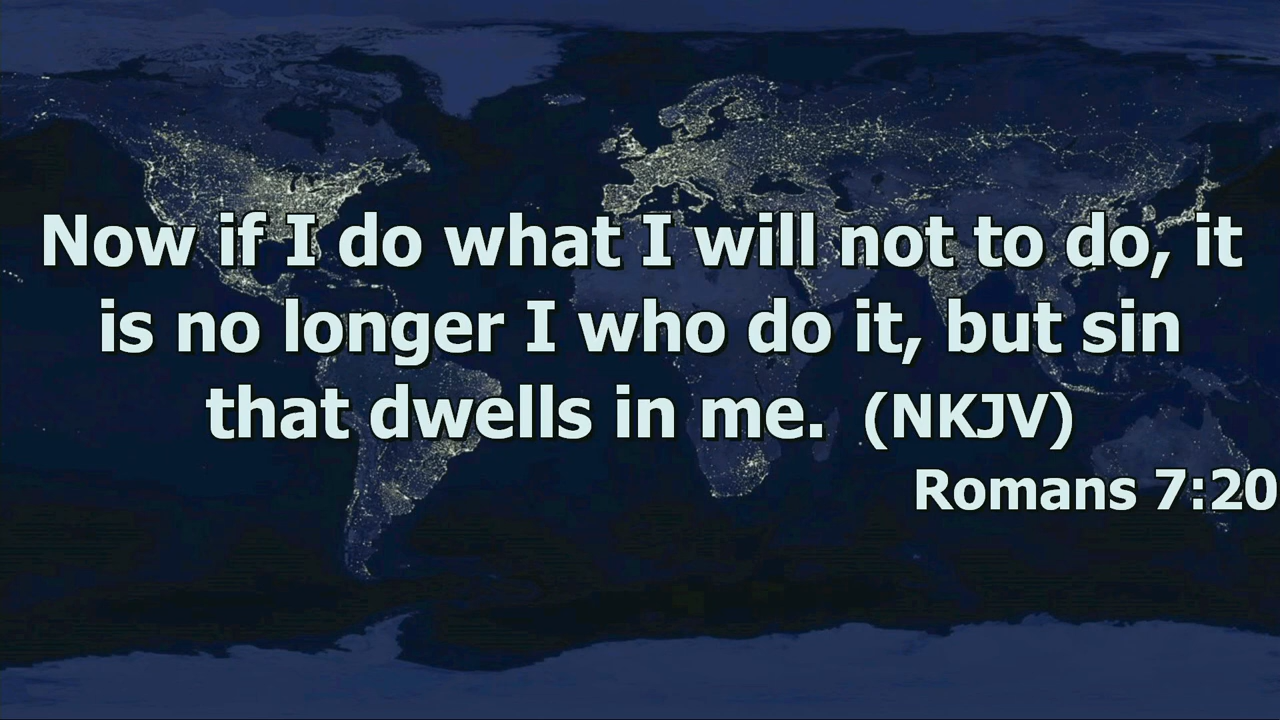 Now if I do what I will not to do, it
is no longer I who do it, but sin
that dwells in me. (NKJV)
Romans 7:20